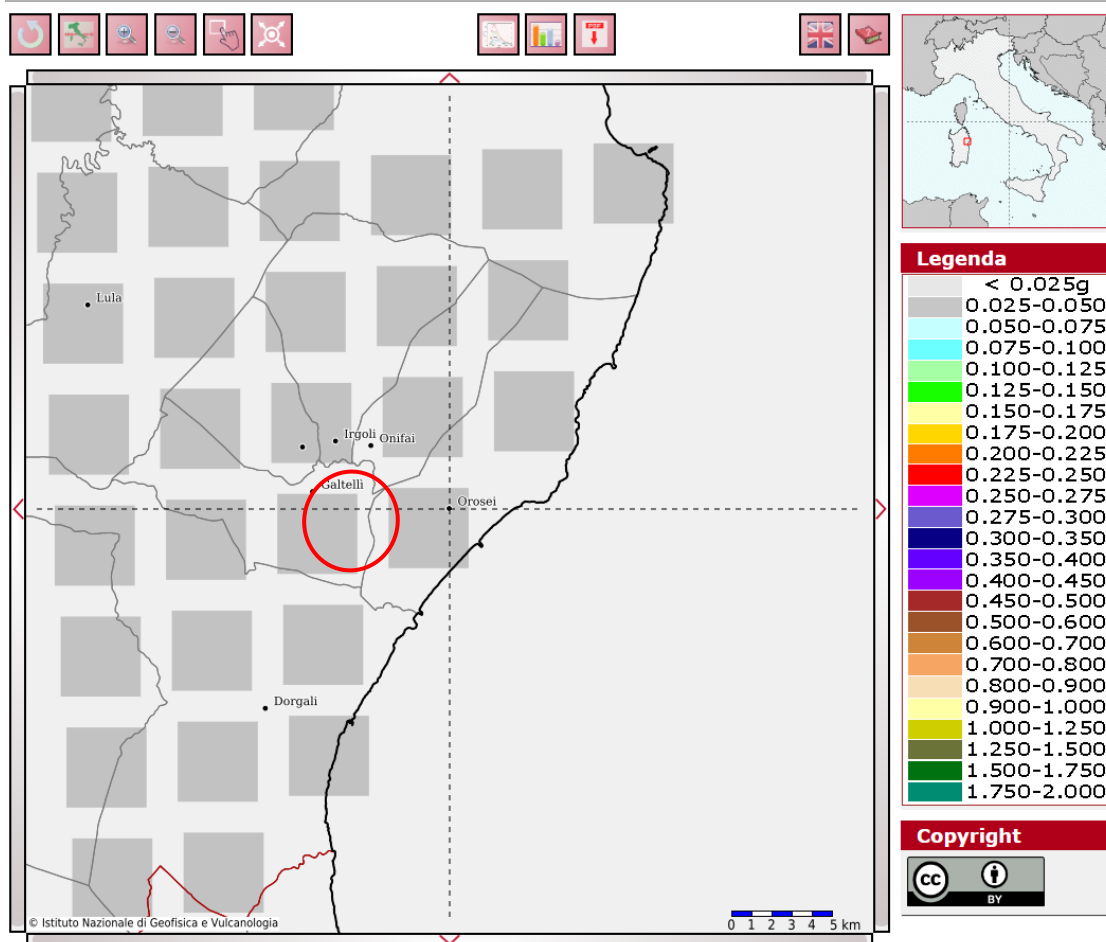 PDF
Lula
Irgoli
Onifai
Galtellì
Orosei
Dorgali
© Istituto Nazionale di Geofisica e Vulcanologia
0 1 2 3 4 5 km
Legenda
< 0.025g
0.025-0.050
0.050-0.075
0.075-0.100
0.100-0.125
0.125-0.150
0.150-0.175
0.175-0.200
0.200-0.225
0.225-0.250
0.250-0.275
0.275-0.300
0.300-0.350
0.350-0.400
0.400-0.450
0.450-0.500
0.500-0.600
0.600-0.700
0.700-0.800
0.800-0.900
0.900-1.000
1.000-1.250
1.250-1.500
1.500-1.750
1.750-2.000
Copyright
cc
BY